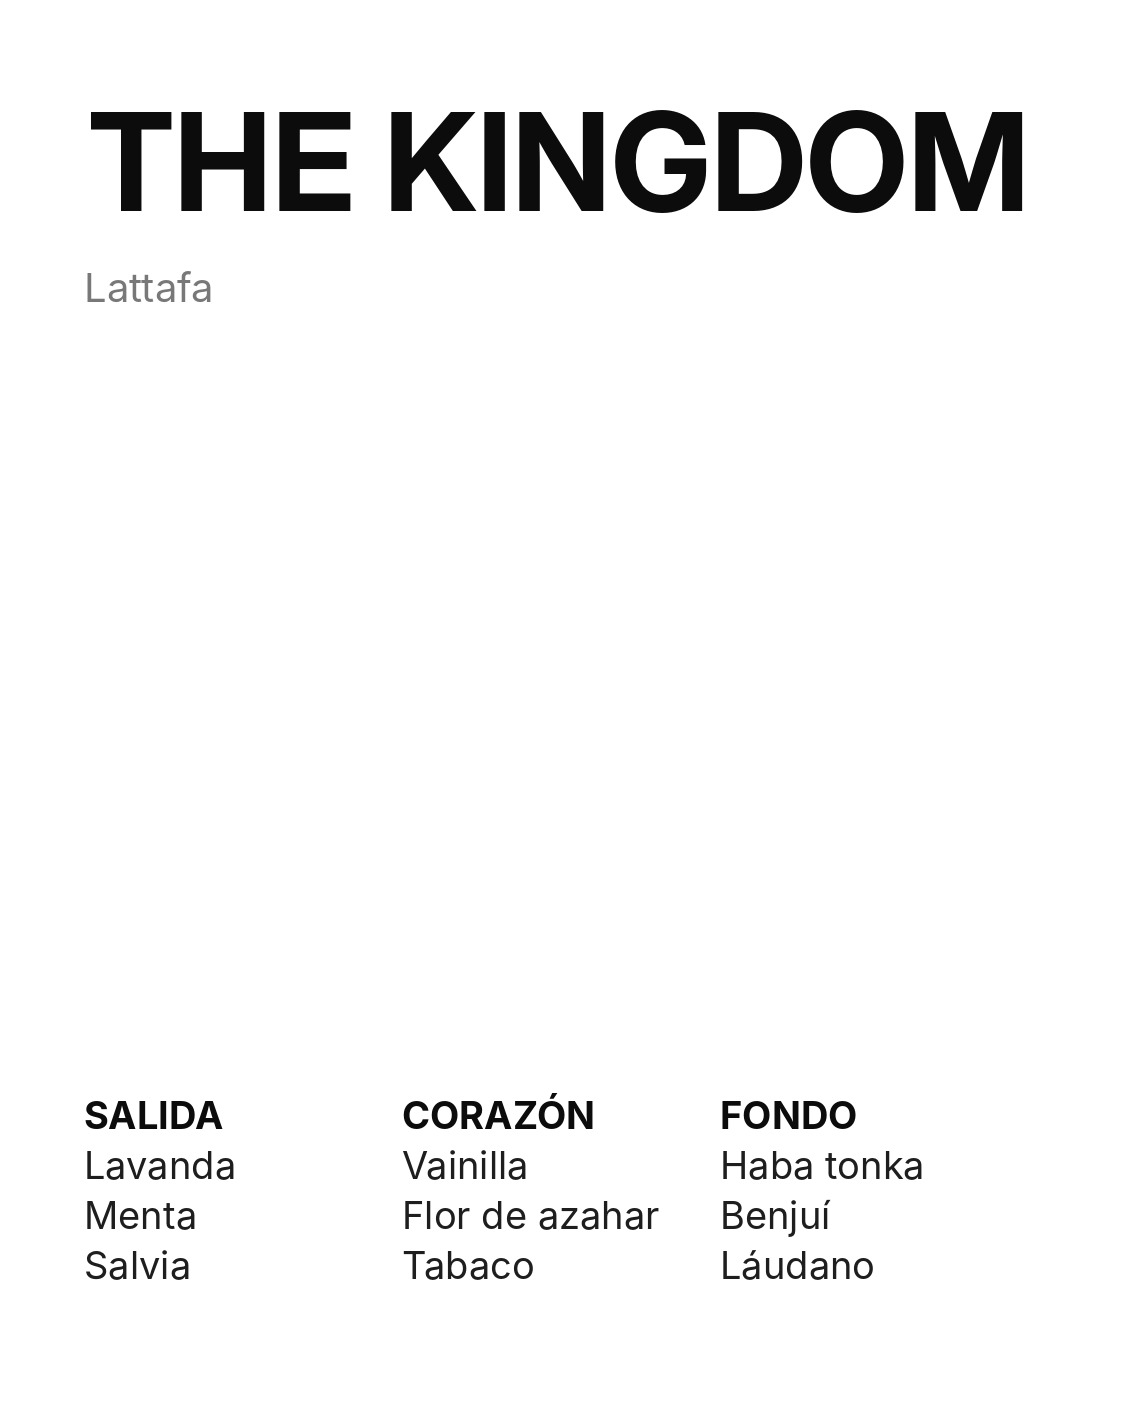 THE KINGDOM
Lattafa
SALIDA
Lavanda
Menta
Salvia
CORAZÓN
Vainilla
Flor de azahar
Tabaco
FONDO
Haba tonka
Benjuí
Láudano